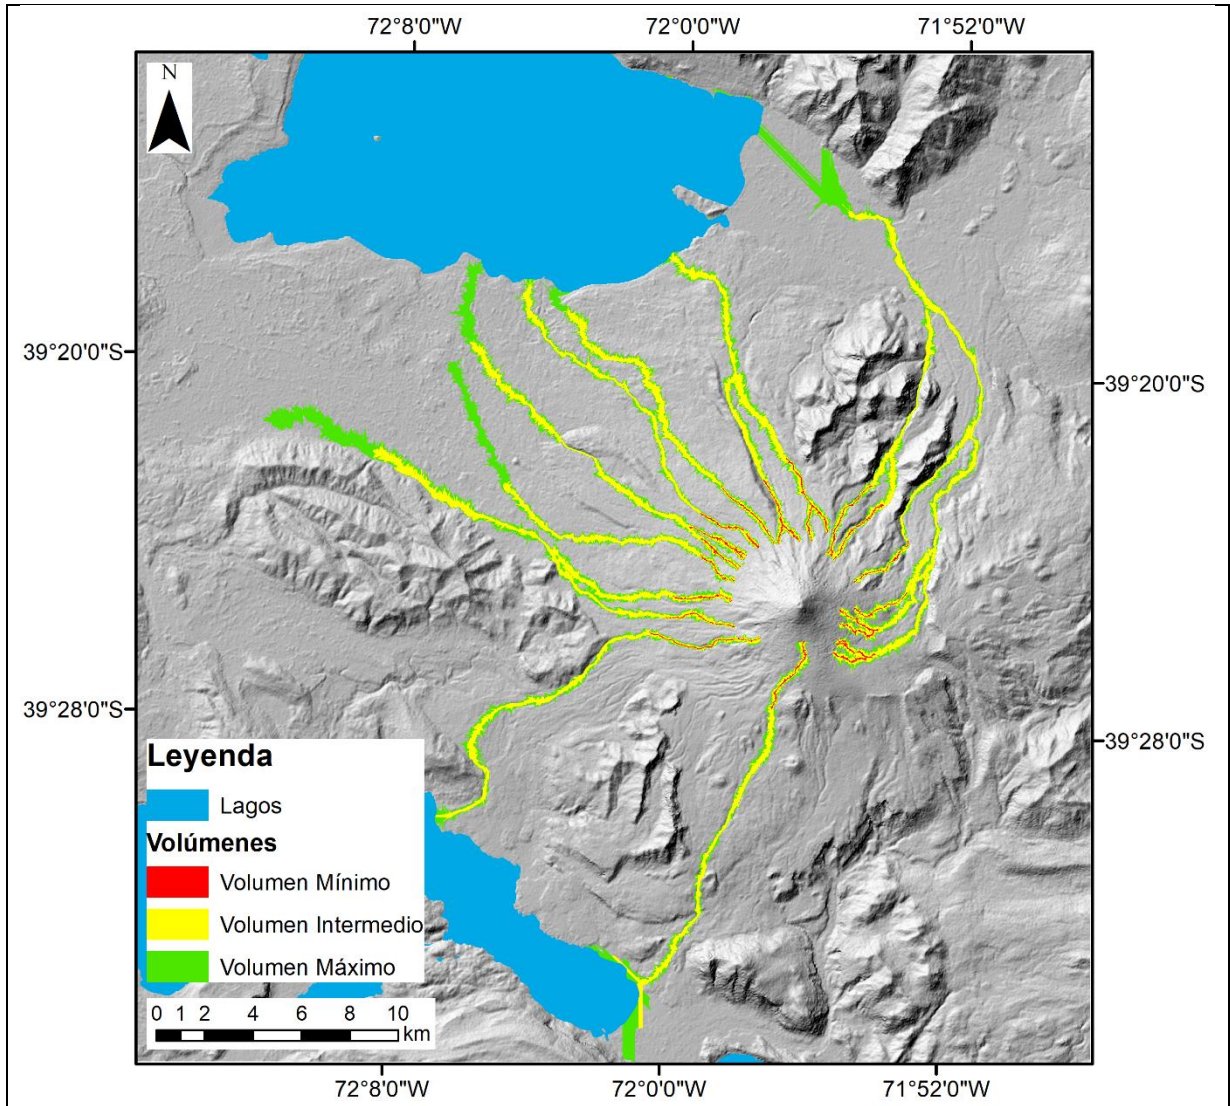 72°8'0"W 72°0'0"W 71°52'0"W
N
39°20'0"S
39°20'0"S
39°28'0"S
39°28'0"S
Leyenda
Lagos
Volúmenes
Volumen Mínimo
Volumen Intermedio
Volumen Máximo
0 1 2 4 6 8 10
km
72°8'0"W 72°0'0"W 71°52'0"W